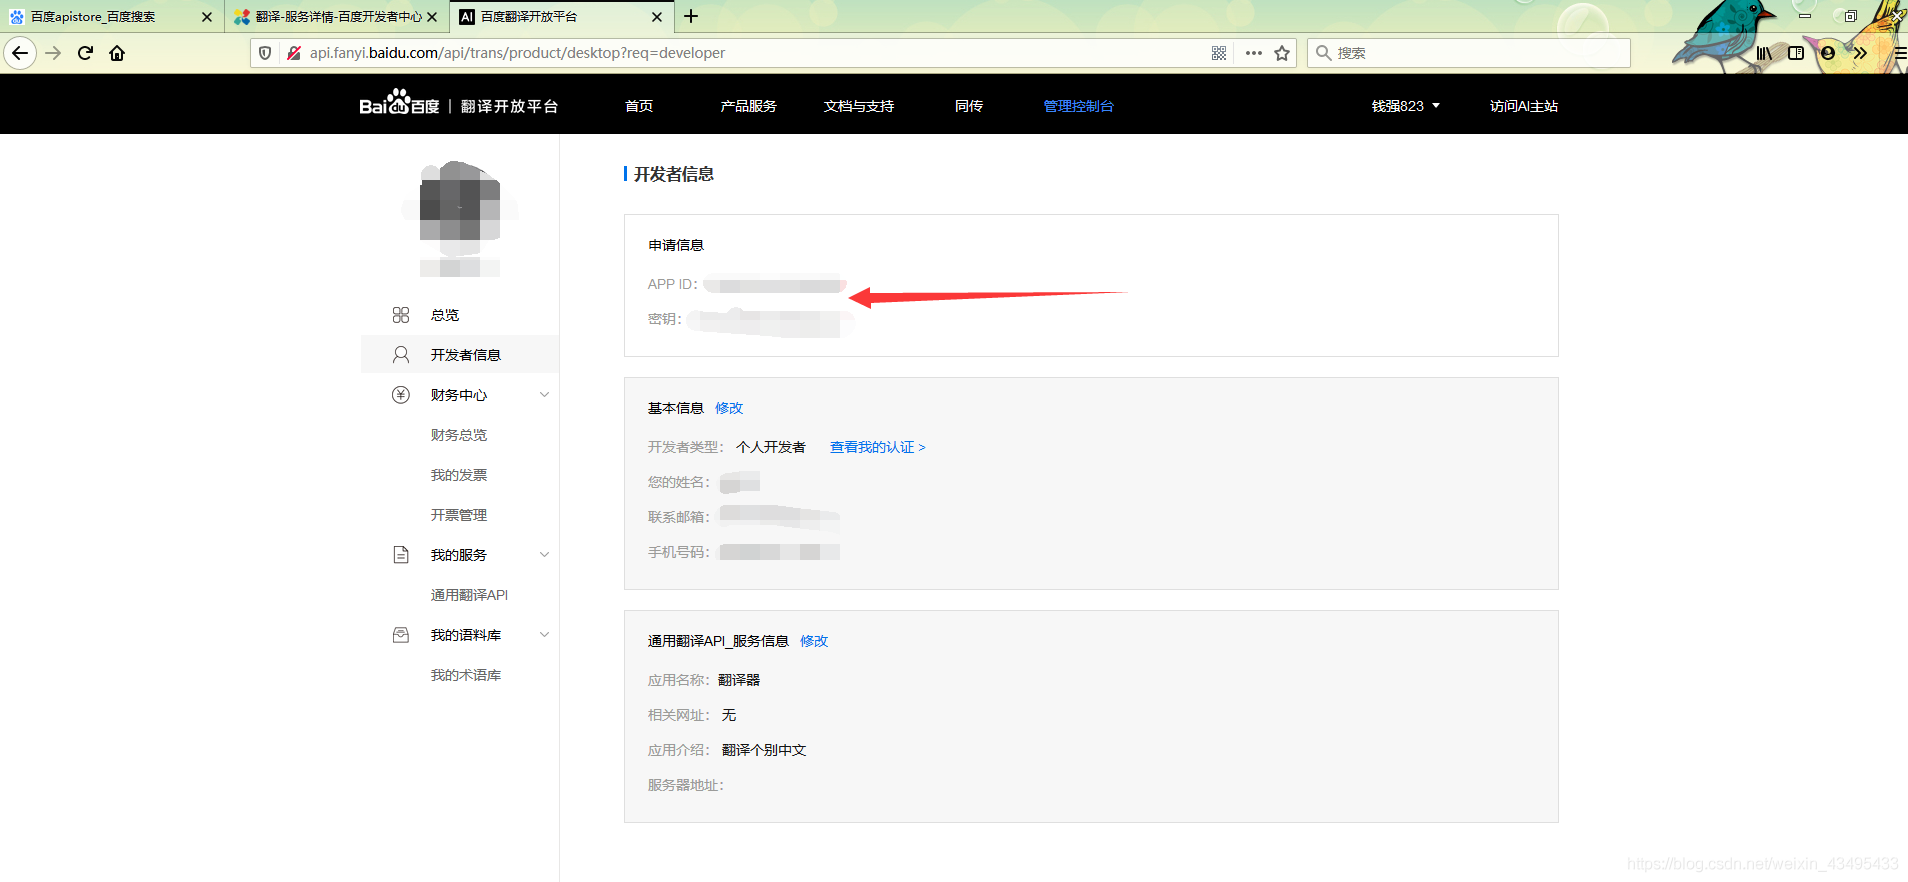 百度apistore_百度搜索
翻译-服务详情-百度开发者中心
百度翻译开放平台
api.fanyi.baidu.com/api/trans/product/desktop?req=developer
搜索
Baidu百度 | 翻译开放平台
首页
产品服务
文档与支持
同传
管理控制台
钱强823
访问AI主站
总览
开发者信息
财务中心
财务总览
我的发票
开票管理
我的服务
通用翻译API
我的语料库
我的术语库
开发者信息
申请信息
APP ID：
密钥：
基本信息 修改
开发者类型： 个人开发者 查看我的认证 >
您的姓名：
联系邮箱：
手机号码：
通用翻译API_服务信息 修改
应用名称： 翻译器
相关网址： 无
应用介绍： 翻译个别中文
服务器地址：
https://blog.csdn.net/weixin_43495433